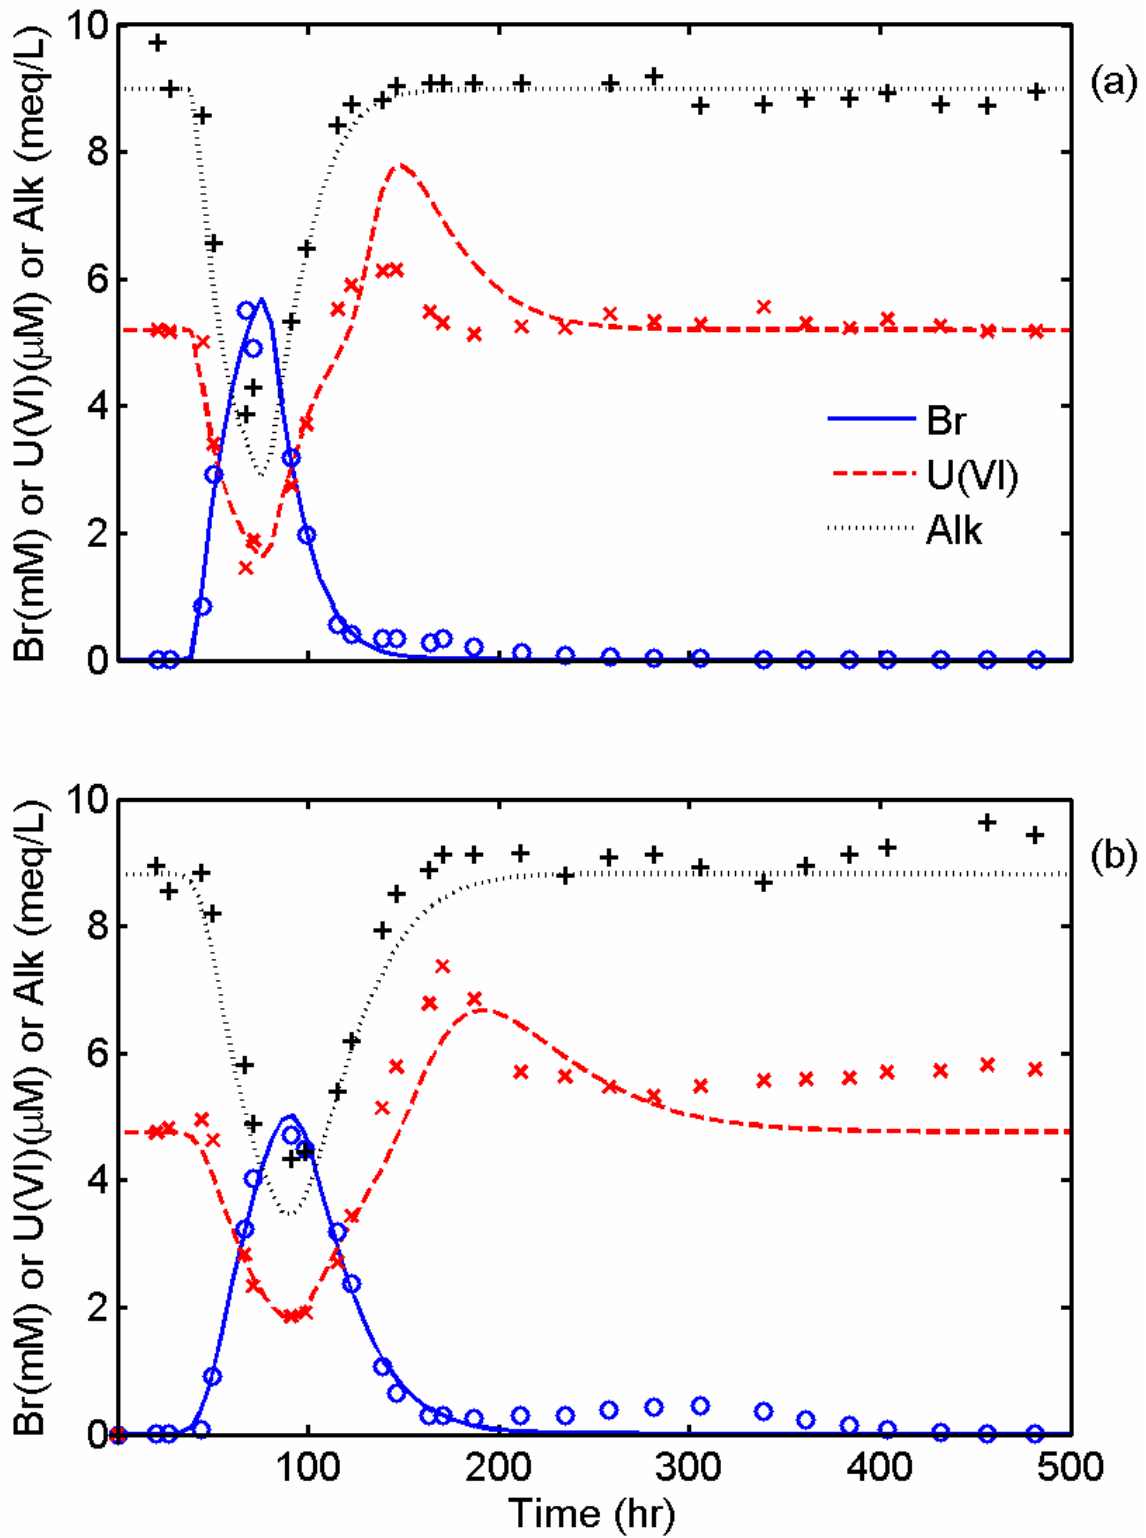 10
8
6
4
2
0
Br(mM) or U(VI)(µM) or Alk (meq/L)
(a)
Br
U(VI)
Alk
10
8
6
4
2
0
Br(mM) or U(VI)(µM) or Alk (meq/L)
(b)
100 200 300 400 500
Time (hr)